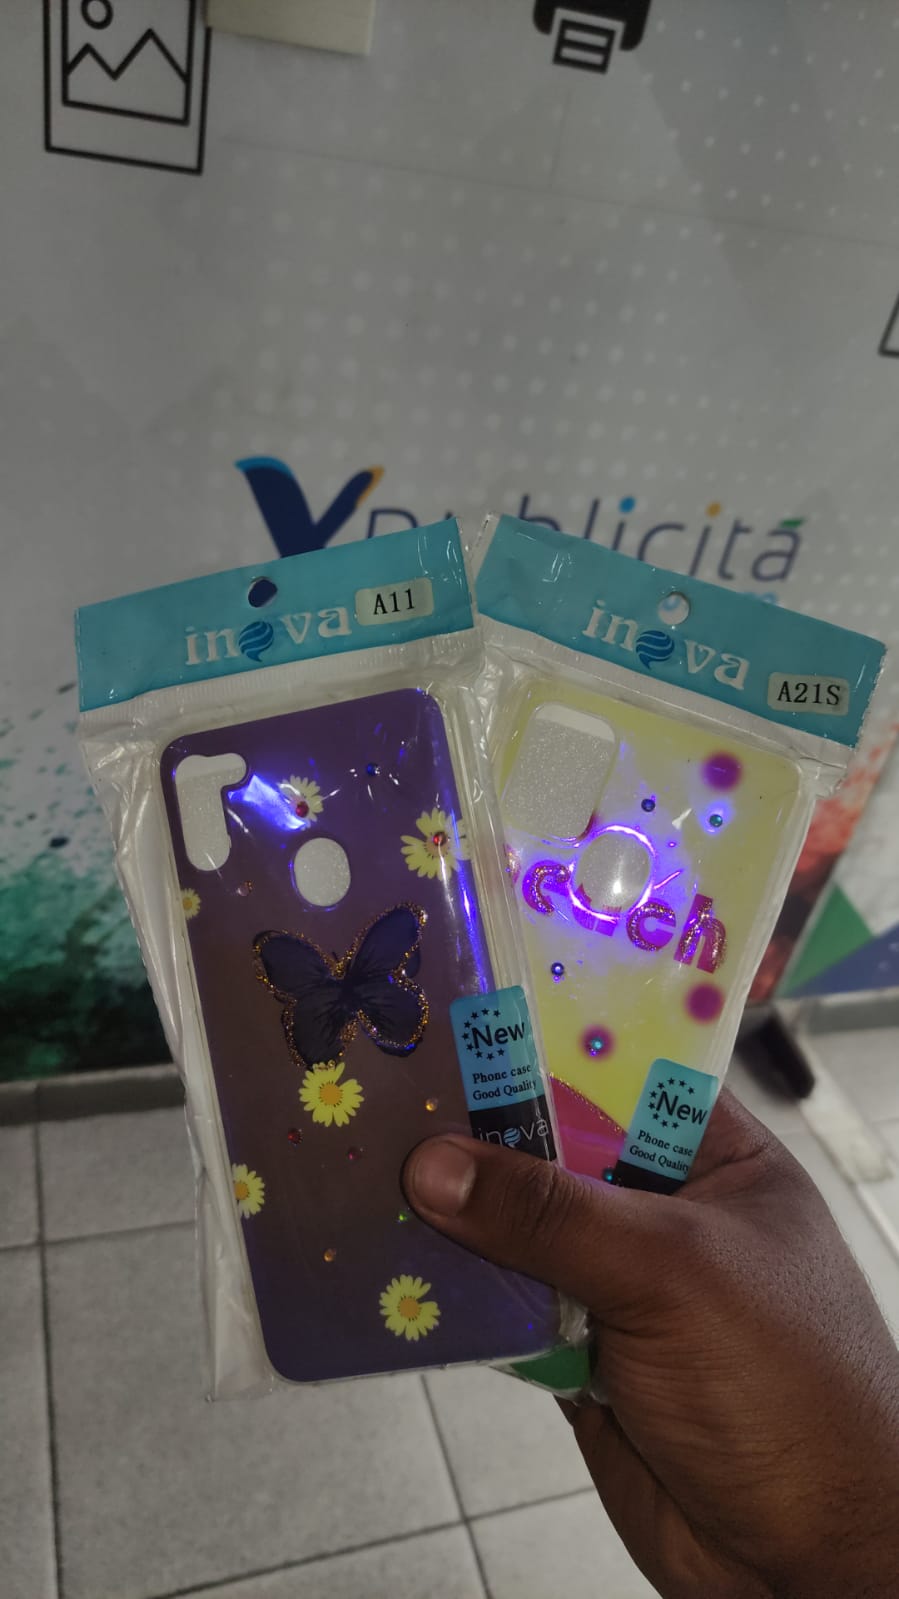 Publicitá
inova
A11
inova
A21S
New
Phone case
Good Quality
inova
New
Phone case
Good Quality